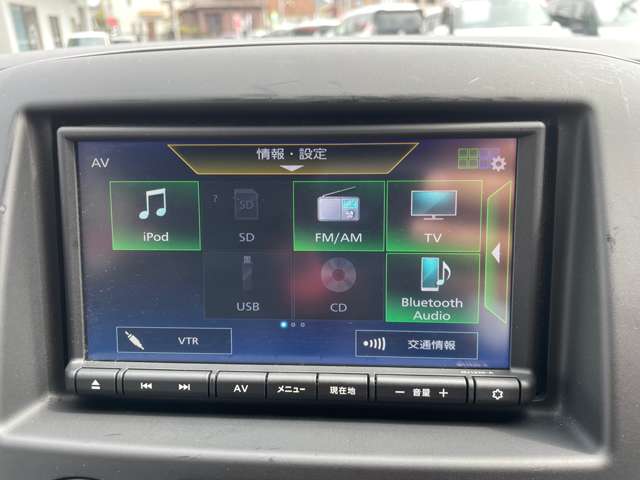 情報・設定
AV
iPod
? SD
SD
FM/AM
TV
USB
CD
Bluetooth
Audio
VTR
交通情報
AV
メニュー
現在地
− 音量 +